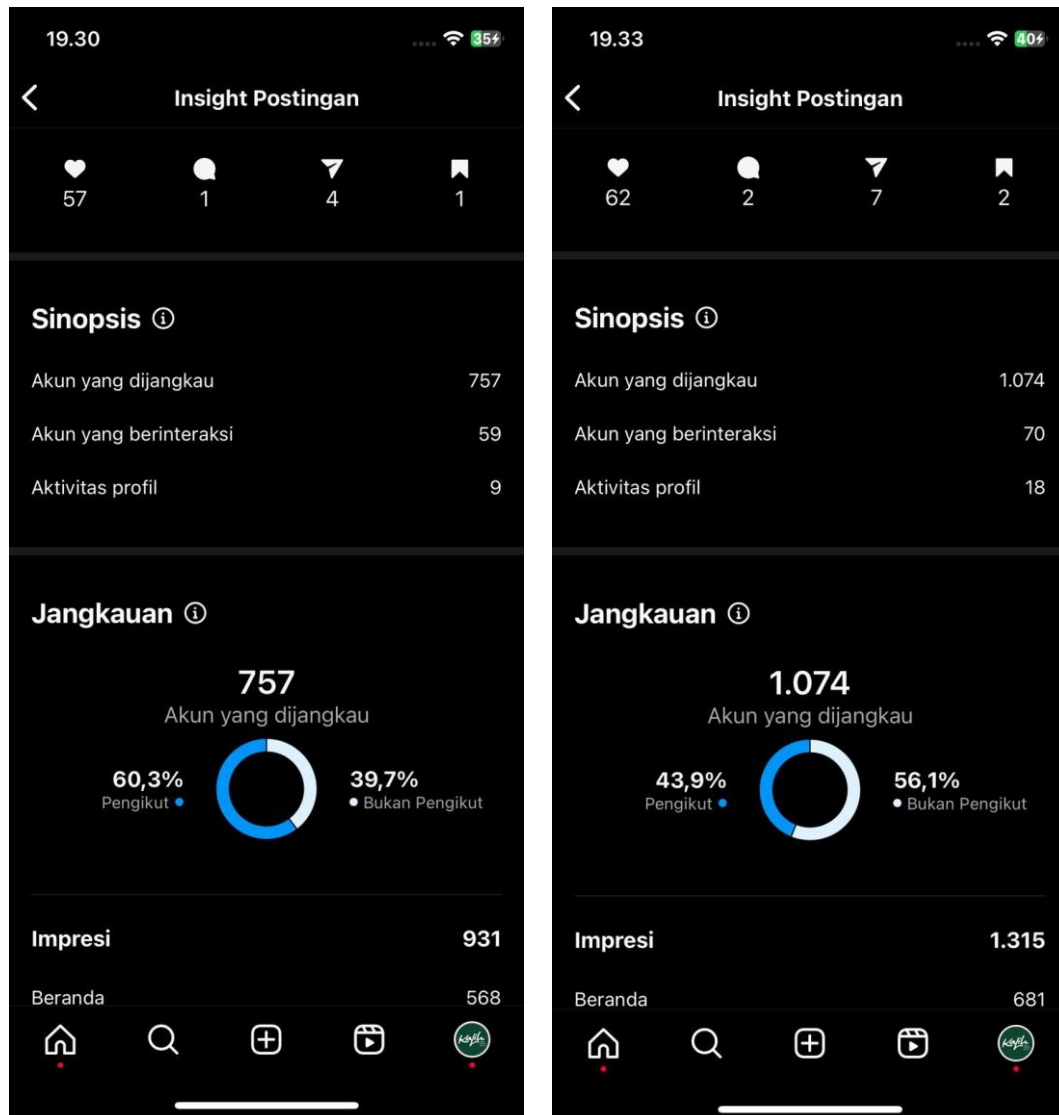 19.30
35
Insight Postingan
57 1 4 1
Sinopsis
Akun yang dijangkau 757
Akun yang berinteraksi 59
Aktivitas profil 9
Jangkauan
757
Akun yang dijangkau
60,3% 39,7%
Pengikut Bukan Pengikut
Impresi 931
Beranda 568
Kafila
19.33
40
Insight Postingan
62 2 7 2
Sinopsis
Akun yang dijangkau 1.074
Akun yang berinteraksi 70
Aktivitas profil 18
Jangkauan
1.074
Akun yang dijangkau
43,9% 56,1%
Pengikut Bukan Pengikut
Impresi 1.315
Beranda 681